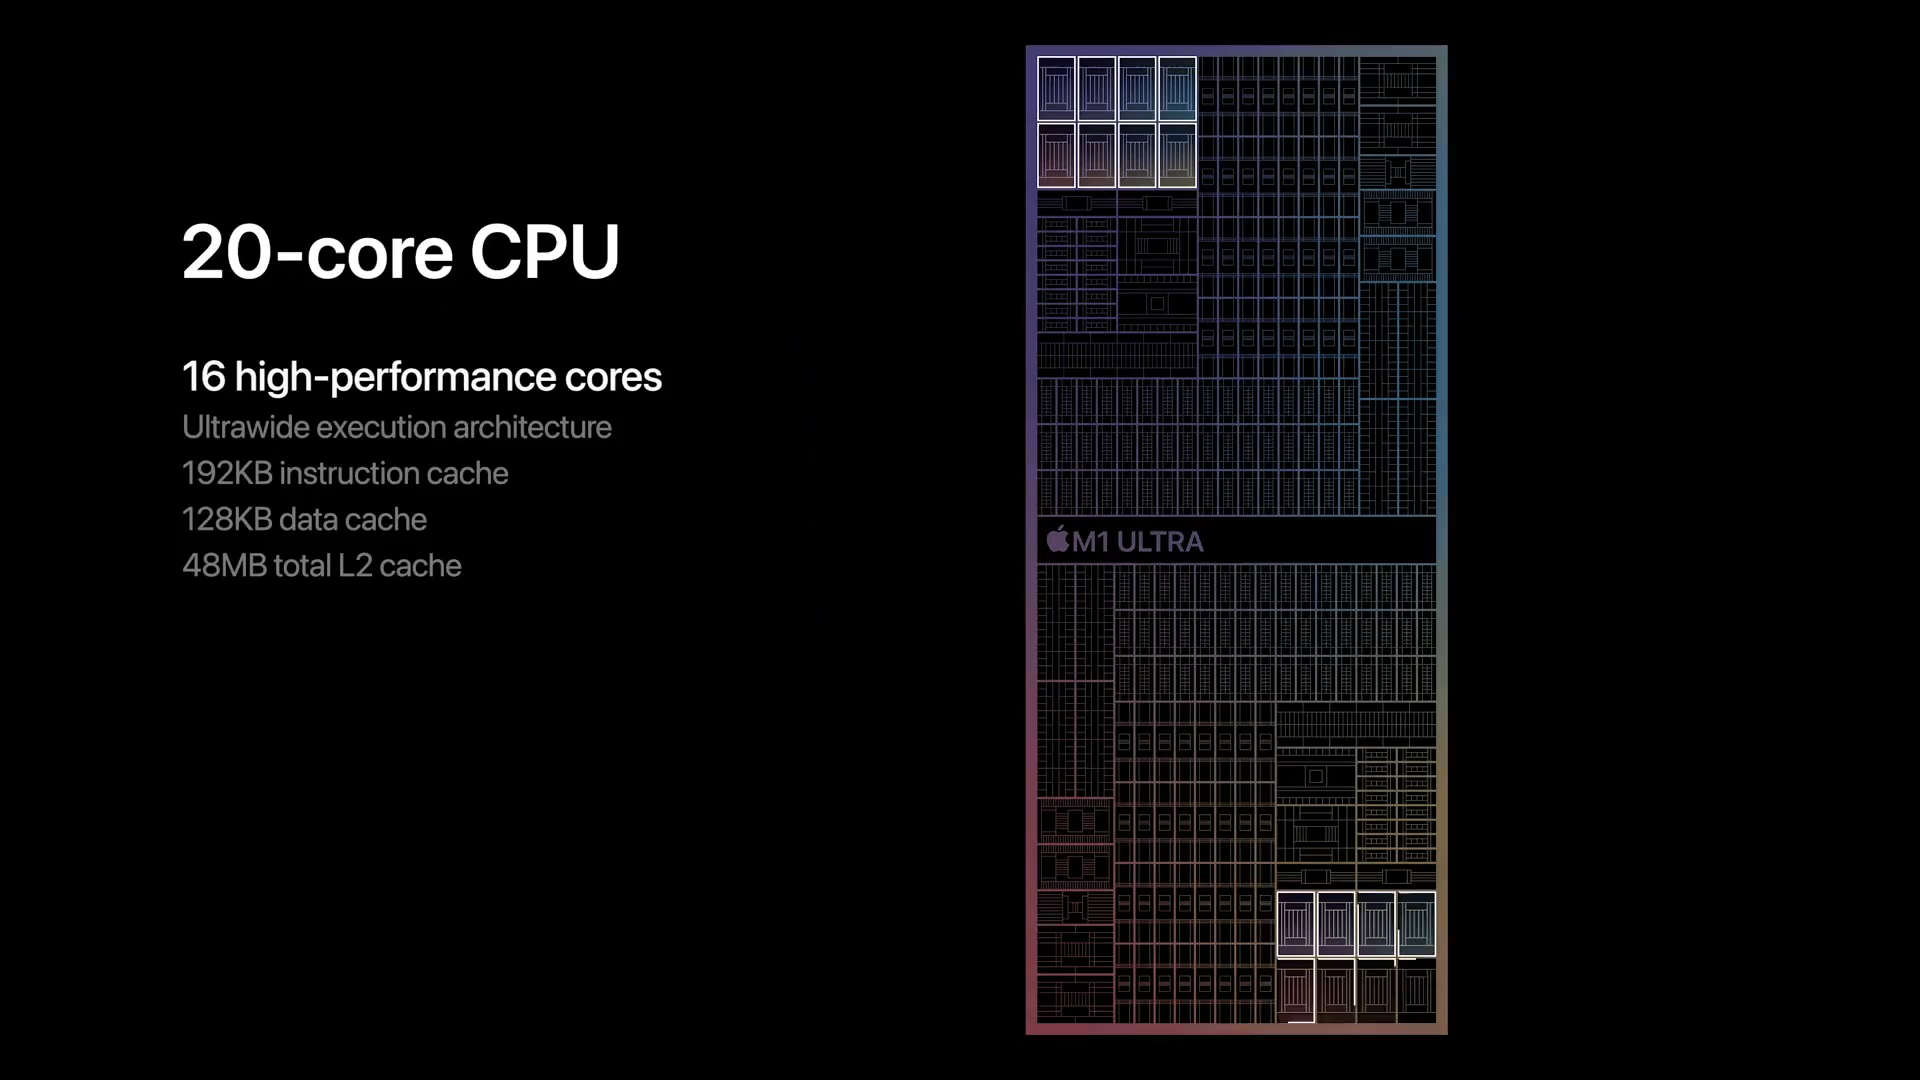 20-core CPU
16 high-performance cores
Ultrawide execution architecture
192KB instruction cache
128KB data cache
48MB total L2 cache
M1 ULTRA